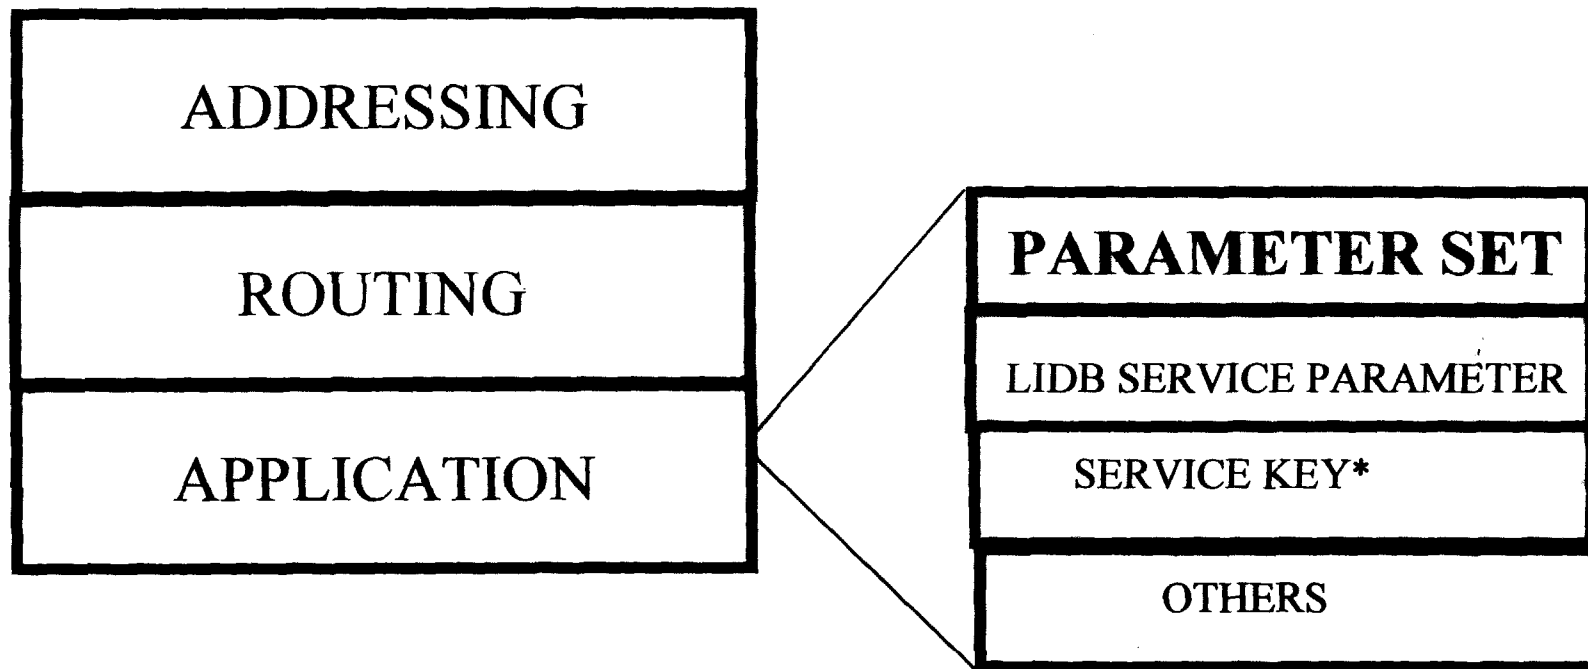 ADDRESSING
ROUTING
APPLICATION
PARAMETER SET
LIDB SERVICE PARAMETER
SERVICE KEY*
OTHERS